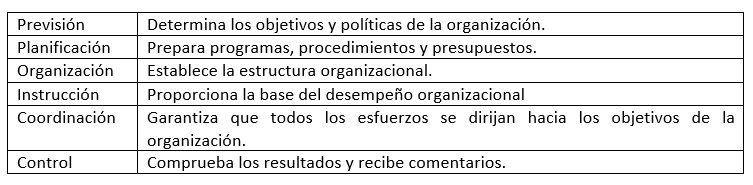 Previsión Determina los objetivos y políticas de la organización.
Planificación Prepara programas, procedimientos y presupuestos.
Organización Establece la estructura organizacional.
Instrucción Proporciona la base del desempeño organizacional
Coordinación Garantiza que todos los esfuerzos se dirijan hacia los objetivos de la
organización.
Control Comprueba los resultados y recibe comentarios.